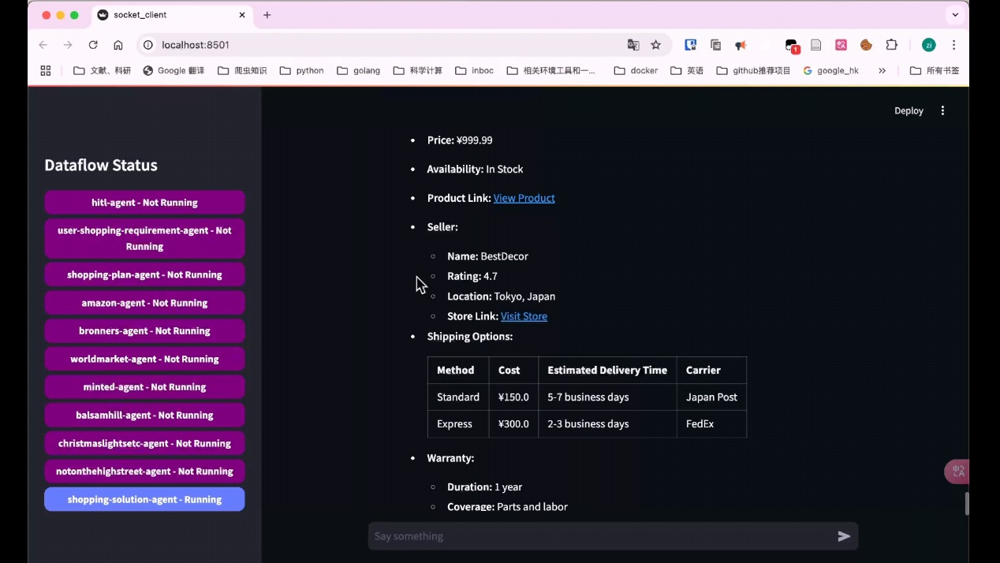 socket_client
localhost:8501
1
zi
文献、科研
Google 翻译
爬虫知识
python
golang
科学计算
inboc
相关环境工具和一...
docker
英语
github推荐项目
google_hk
所有书签
Deploy
Dataflow Status
hitl-agent - Not Running
user-shopping-requirement-agent - Not
Running
shopping-plan-agent - Not Running
amazon-agent - Not Running
bronners-agent - Not Running
worldmarket-agent - Not Running
minted-agent - Not Running
balsamhill-agent - Not Running
christmaslightsetc-agent - Not Running
notonthehighstreet-agent - Not Running
shopping-solution-agent - Running
Price: ¥999.99
Availability: In Stock
Product Link: View Product
Seller:
Name: BestDecor
Rating: 4.7
Location: Tokyo, Japan
Store Link: Visit Store
Shipping Options:
Method Cost Estimated Delivery Time Carrier
Standard ¥150.0 5-7 business days Japan Post
Express ¥300.0 2-3 business days FedEx
Warranty:
Duration: 1 year
Coverage: Parts and labor
Say something